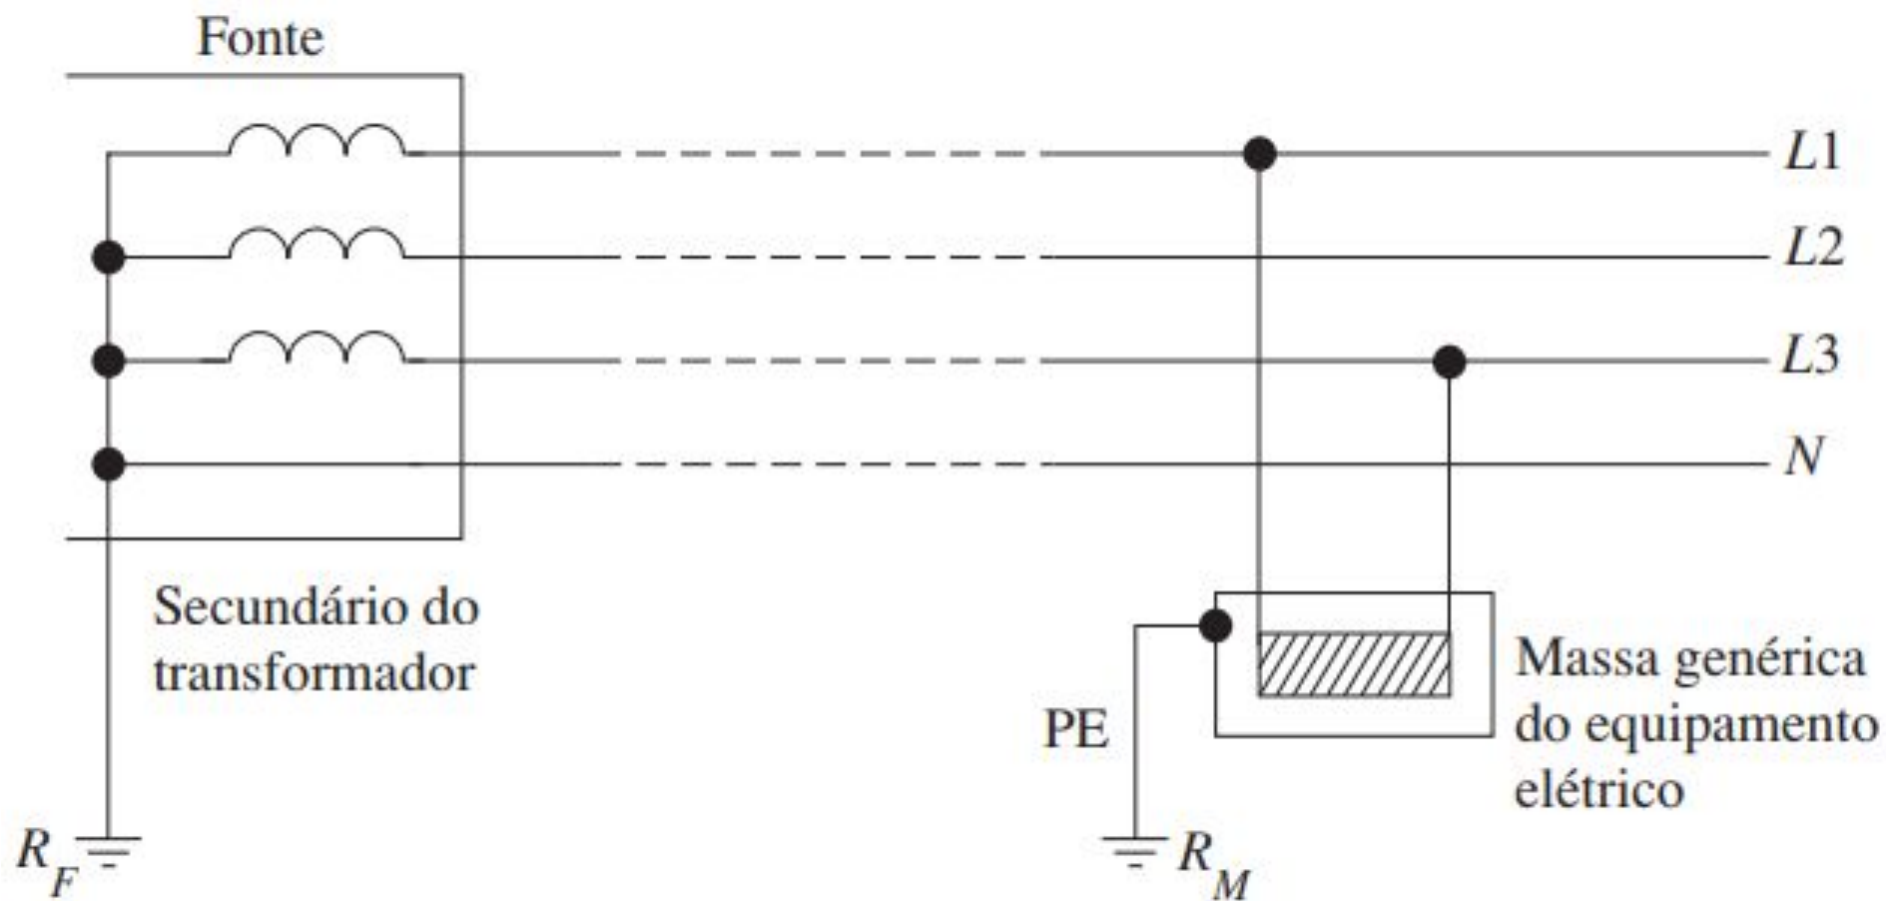 Fonte
L1
L2
L3
N
Secundário do
transformador
Massa genérica
do equipamento
elétrico
PE
R_F
R_M